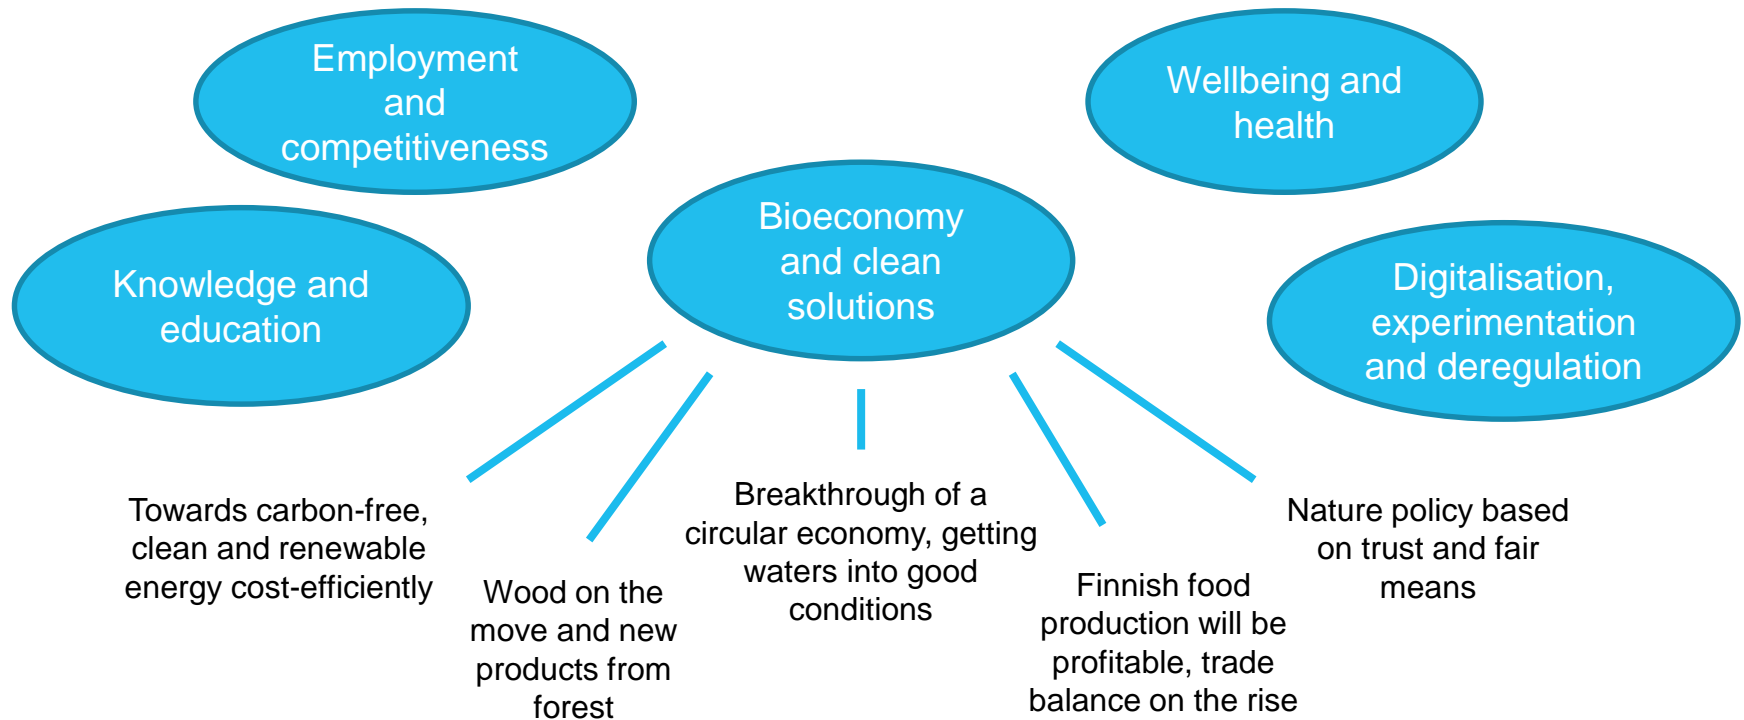 Employment
and
competitiveness
Wellbeing and
health
Knowledge and
education
Bioeconomy
and clean
solutions
Digitalisation,
experimentation
and deregulation
Towards carbon-free,
clean and renewable
energy cost-efficiently
Wood on the
move and new
products from
forest
Breakthrough of a
circular economy, getting
waters into good
conditions
Finnish food
production will be
profitable, trade
balance on the rise
Nature policy based
on trust and fair
means